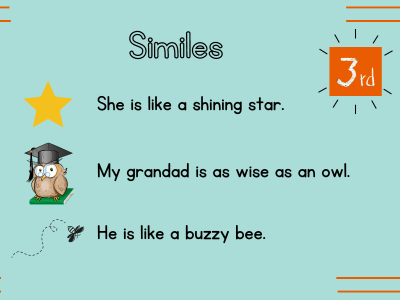 Similes
3rd
She is like a shining star.
My grandad is as wise as an owl.
He is like a buzzy bee.